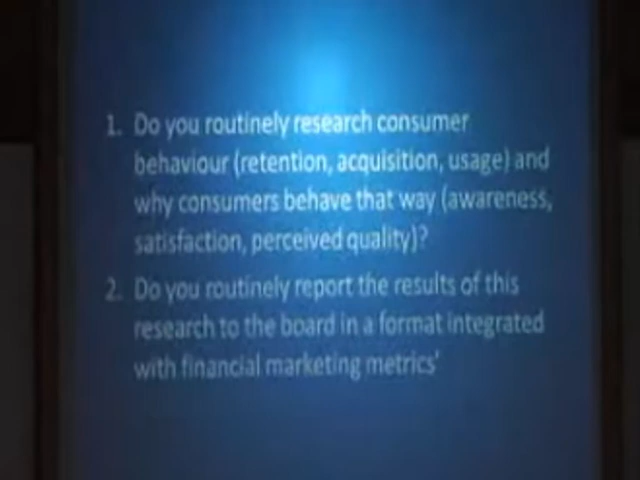 1. Do you routinely research consumer
behaviour (retention, acquisition, usage) and
why consumers behave that way (awareness,
satisfaction, perceived quality)?
2. Do you routinely report the results of this
research to the board in a format integrated
with financial marketing metrics'